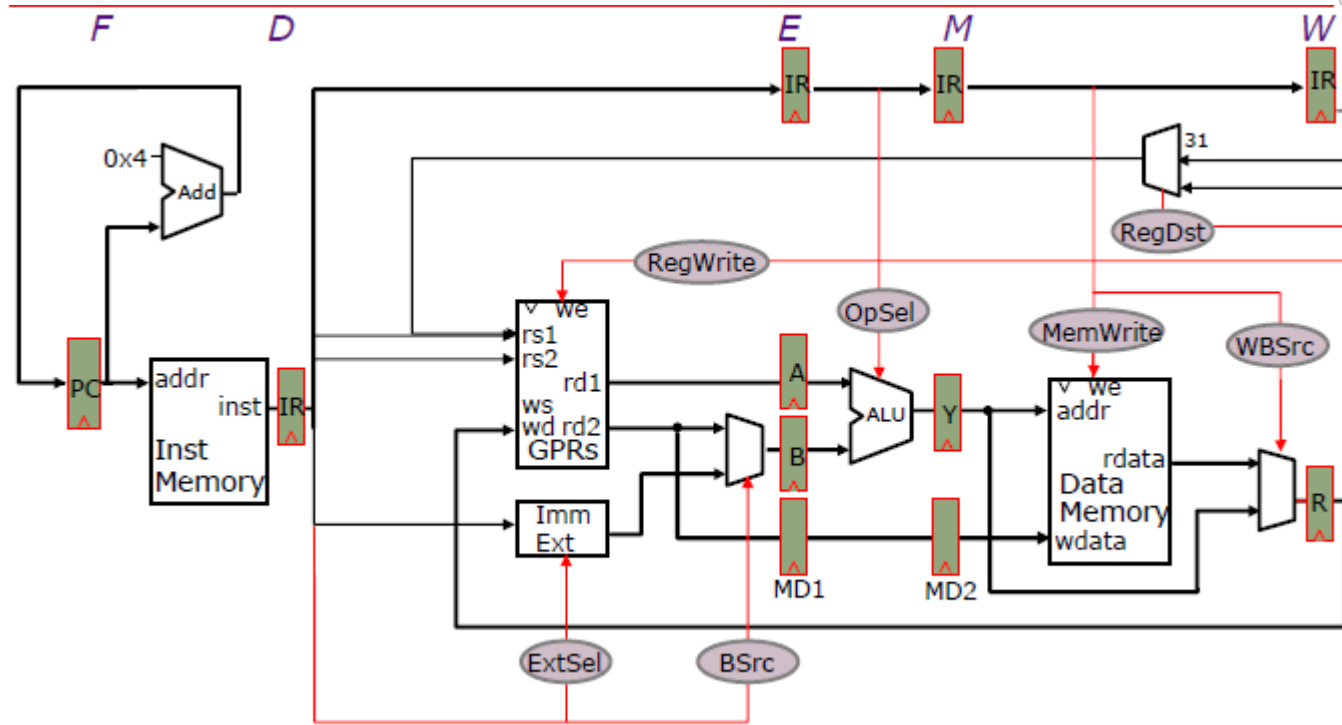 F D E M W
IR IR IR
31
0x4
Add
RegDst
RegWrite
We
OpSel
MemWrite
WBSrc
rs1
rs2
rd1
ws
wd rd2
GPRs
PC
addr
inst
Inst
Memory
IR
A
B
ALU
Y
We
addr
rdata
Data
Memory
wdata
R
Imm
Ext
MD1
MD2
ExtSel
BSrc